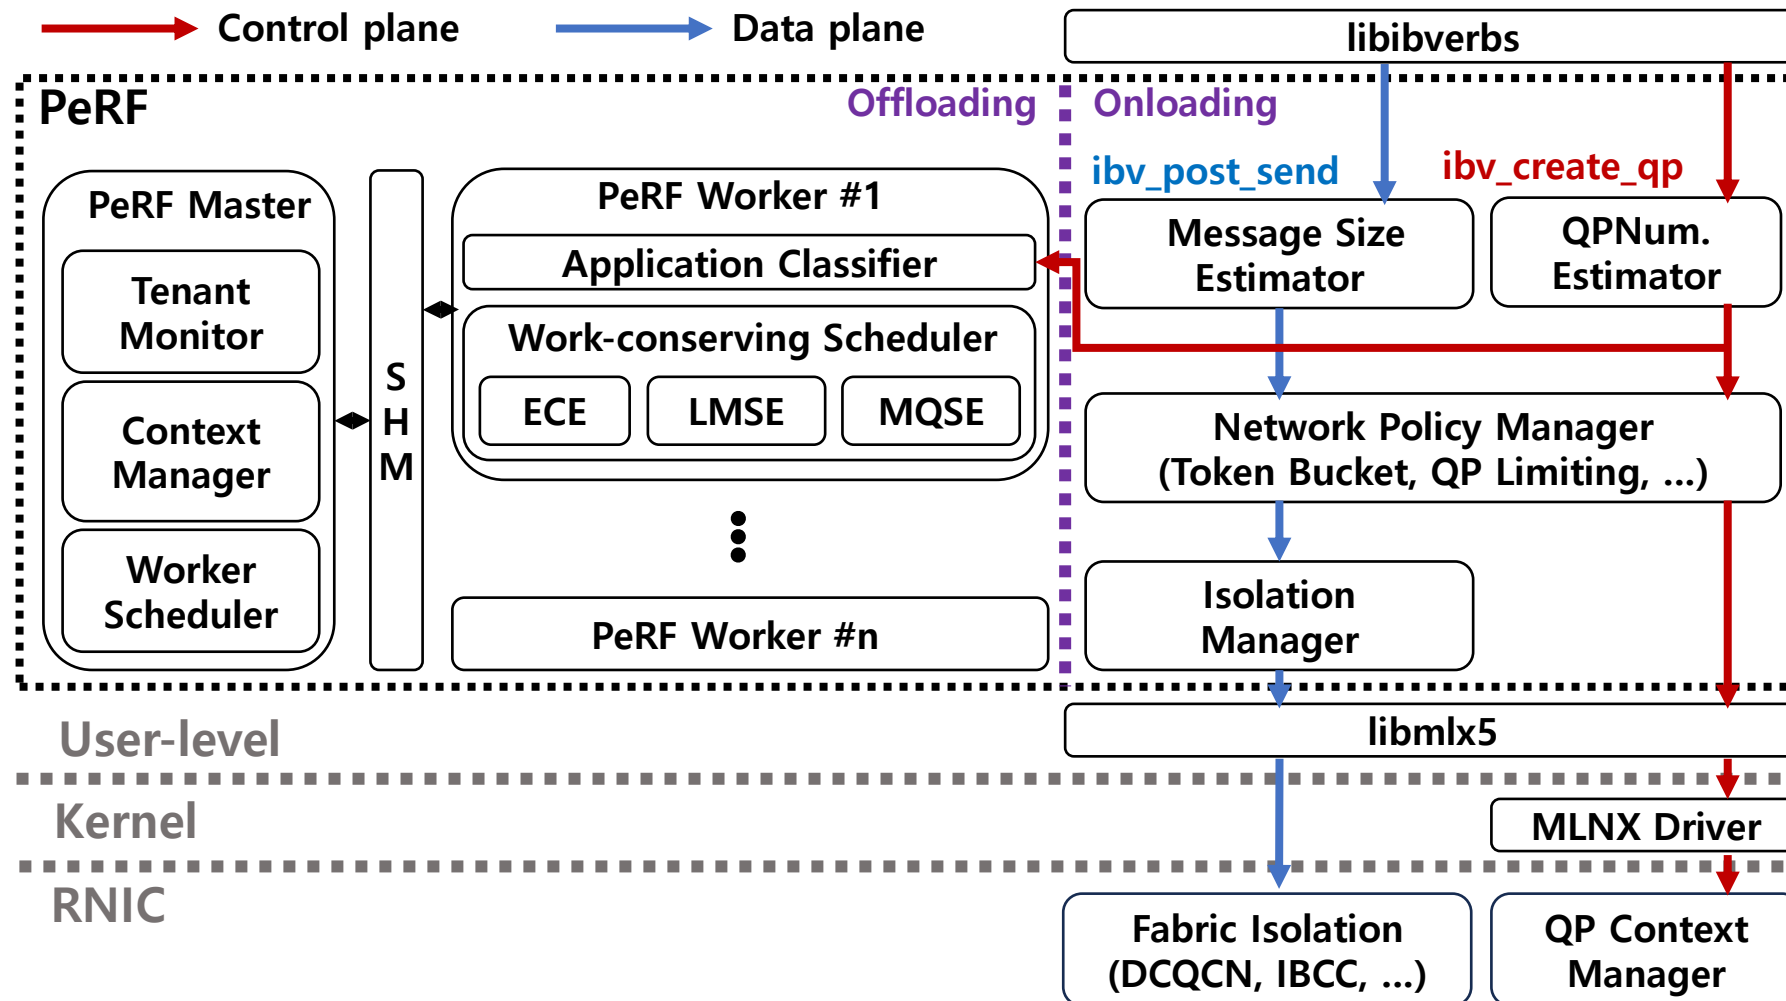 Control plane
Data plane
libibverbs
PeRF
Offloading
Onloading
ibv_post_send
ibv_create_qp
PeRF Master
Tenant
Monitor
Context
Manager
Worker
Scheduler
S
H
M
PeRF Worker #1
Application Classifier
Work-conserving Scheduler
ECE
LMSE
MQSE
PeRF Worker #n
Message Size
Estimator
QPNum.
Estimator
Network Policy Manager
(Token Bucket, QP Limiting, ...)
Isolation
Manager
libmlx5
User-level
Kernel
MLNX Driver
RNIC
Fabric Isolation
(DCQCN, IBCC, ...)
QP Context
Manager